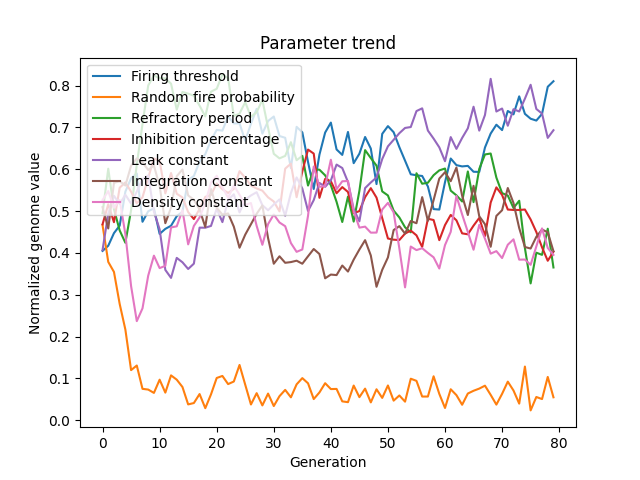 Parameter trend
Firing threshold
Random fire probability
Refractory period
Inhibition percentage
Leak constant
Integration constant
Density constant
Normalized genome value
0.8
0.7
0.6
0.5
0.4
0.3
0.2
0.1
0.0
0 10 20 30 40 50 60 70 80
Generation